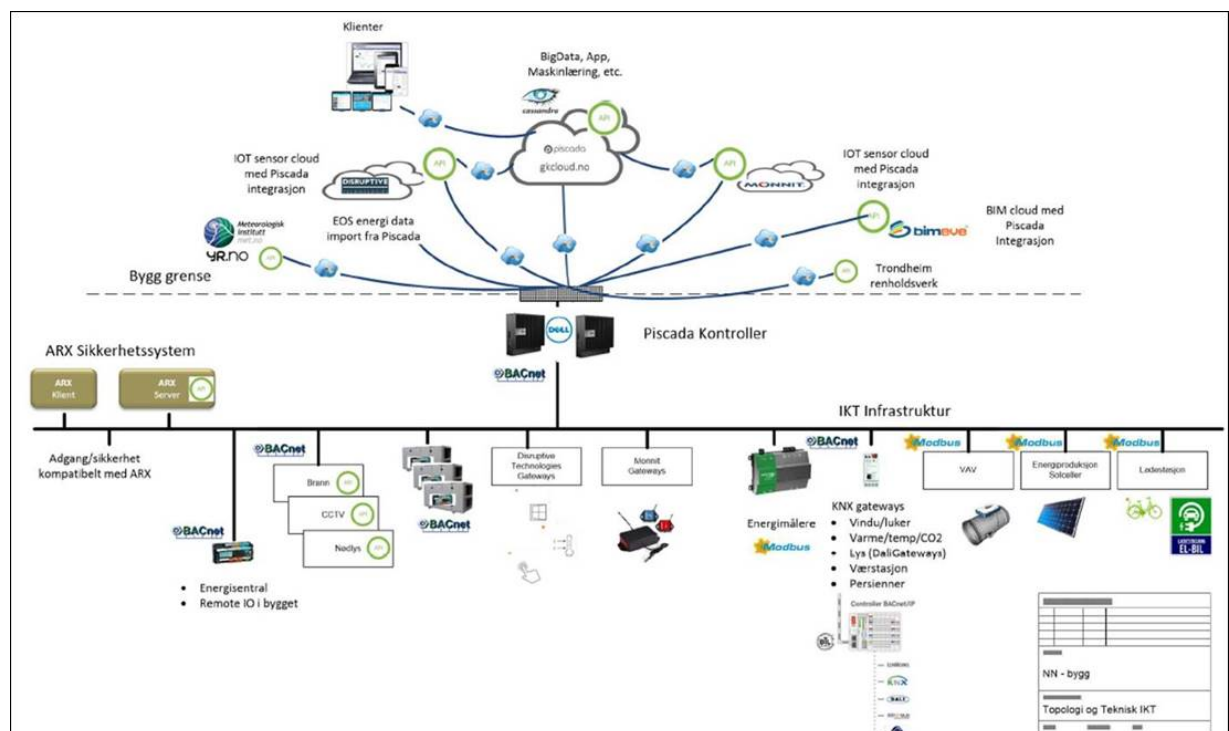 Klienter
BigData, App,
Maskinlæring, etc.
cassandra
API
piscada
gkcloud.no
IOT sensor cloud
med Piscada
integrasjon
DISRUPTIVE
API
API
MONNIT
IOT sensor cloud
med Piscada
integrasjon
EOS energi data
import fra Piscada
API
bimeye
BIM cloud med
Piscada
Integrasjon
Meteorologisk
institutt
met.no
YR.NO
API
API
Trondheim
renholdsverk
Bygg grense
DELL
Piscada Kontroller
BACnet
ARX Sikkerhetssystem
ARX
Klient
ARX
Server
API
IKT Infrastruktur
Adgang/sikkerhet
kompatibelt med ARX
BACnet
Energisentral
Remote IO i bygget
BACnet
Brann
API
CCTV
API
Nødlys
API
BACnet
Disruptive
Technologies
Gateways
Monnit
Gateways
Energimålere
Modbus
BACnet
KNX gateways
Vindu/luker
Varme/temp/CO2
Lys (DaliGateways)
Værstasjon
Persienner
Controller BACnet/IP
KNX
DALI
Modbus
VAV
Modbus
Energiproduksjon
Solceller
Modbus
Ladestesjon
LADESTASJON
EL-BIL
NN - bygg
Topologi og Teknisk IKT